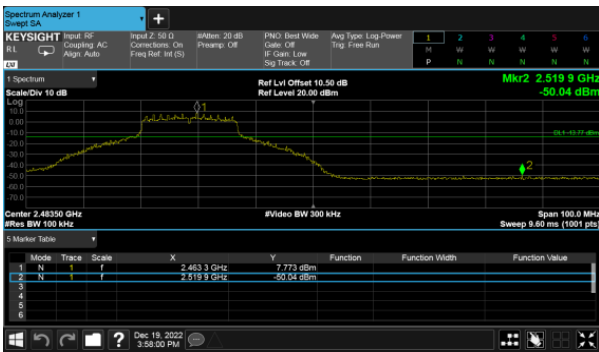 Spectrum Analyzer 1
Swept SA
KEYSIGHT Input: RF Input Z: 50 Ω #Atten: 20 dB PNO: Best Wide Avg Type: Log-Power 1 2 3 4 5 6
RL Coupling: AC Corrections: On Preamp: Off Gate: Off Trig: Free Run M W W W W W
Align: Auto Freq Ref: Int (S) IF Gain: Low P N N N N N
LXI Sig Track: Off
1 Spectrum Ref Lvl Offset 10.50 dB Mkr2 2.519 9 GHz
Scale/Div 10 dB Ref Level 20.00 dBm -50.04 dBm
Log
10.0
0.00
-10.0
-20.0
-30.0
-40.0
-50.0
-60.0
-70.0
1
DL1 -13.77 dBm
2
Center 2.48350 GHz #Video BW 300 kHz Span 100.0 MHz
#Res BW 100 kHz Sweep 9.60 ms (1001 pts)
5 Marker Table
Mode Trace Scale X Y Function Function Width Function Value
1 N 1 f 2.463 3 GHz 7.773 dBm
2 N 1 f 2.519 9 GHz -50.04 dBm
3
4
5
6
? Dec 19, 2022
3:58:00 PM